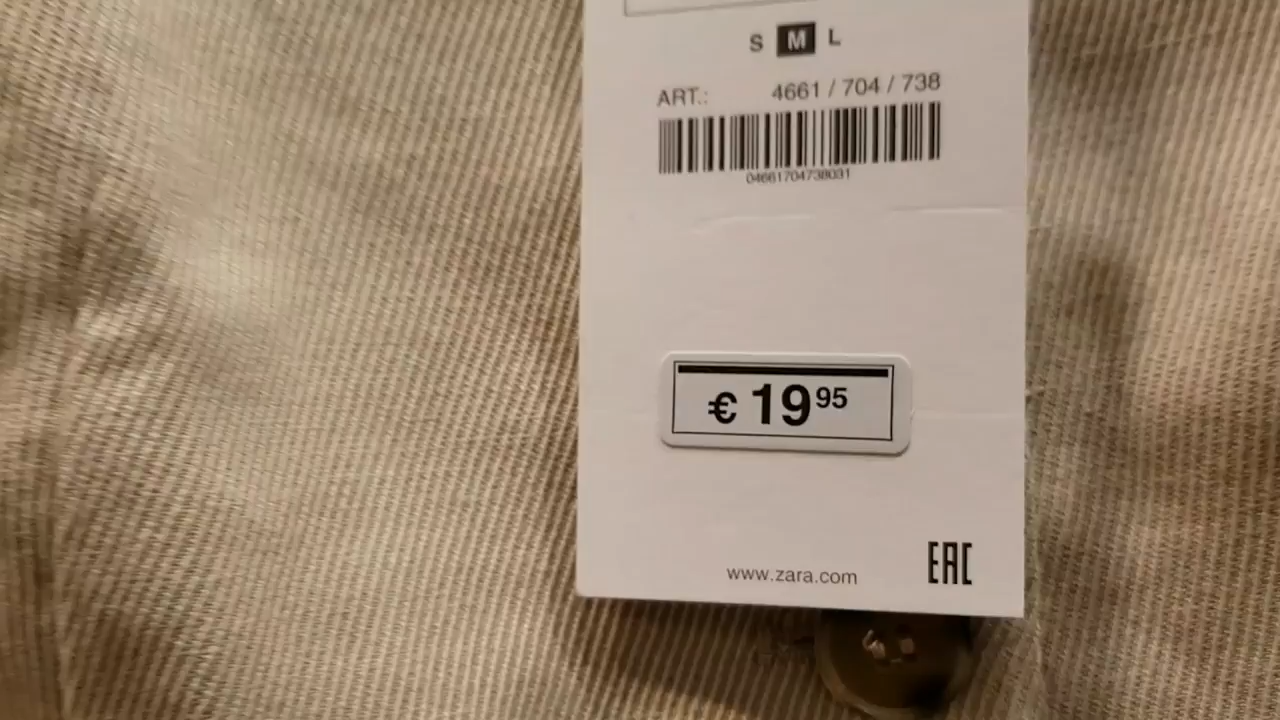 S M L
ART.: 4661 / 704 / 738
04661704738031
€ 19 95
www.zara.com
EAC